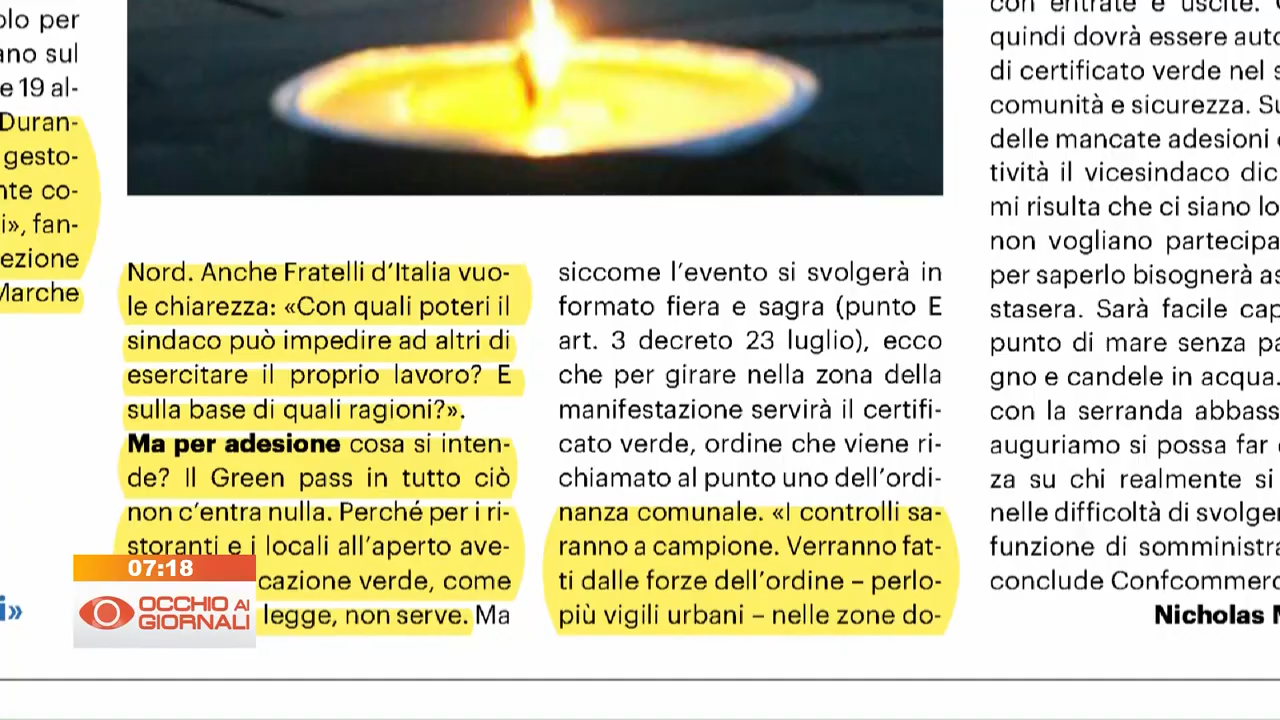 olo per
ano sul
e 19 al-
Duran-
gesto-
nte co-
i», fan-
ezione
Marche
i»
Nord. Anche Fratelli d'Italia vuo-
le chiarezza: «Con quali poteri il
sindaco può impedire ad altri di
esercitare il proprio lavoro? E
sulla base di quali ragioni?».
Ma per adesione cosa si inten-
de? Il Green pass in tutto ciò
non c'entra nulla. Perché per i ri-
storanti e i locali all'aperto ave-
cazione verde, come
legge, non serve. Ma
07:18
OCCHIO AI
GIORNALI
siccome l'evento si svolgerà in
formato fiera e sagra (punto E
art. 3 decreto 23 luglio), ecco
che per girare nella zona della
manifestazione servirà il certifi-
cato verde, ordine che viene ri-
chiamato al punto uno dell'ordi-
nanza comunale. «I controlli sa-
ranno a campione. Verranno fat-
ti dalle forze dell'ordine – perlo-
più vigili urbani – nelle zone do-
con entrate e uscite.
quindi dovrà essere auto
di certificato verde nel s
comunità e sicurezza. Su
delle mancate adesioni
tività il vicesindaco dic
mi risulta che ci siano lo
non vogliano partecipa
per saperlo bisognerà as
stasera. Sarà facile cap
punto di mare senza pa
gno e candele in acqua.
con la serranda abbass
auguriamo si possa far
za su chi realmente si
nelle difficoltà di svolger
funzione di somministra
conclude Confcommerc
Nicholas